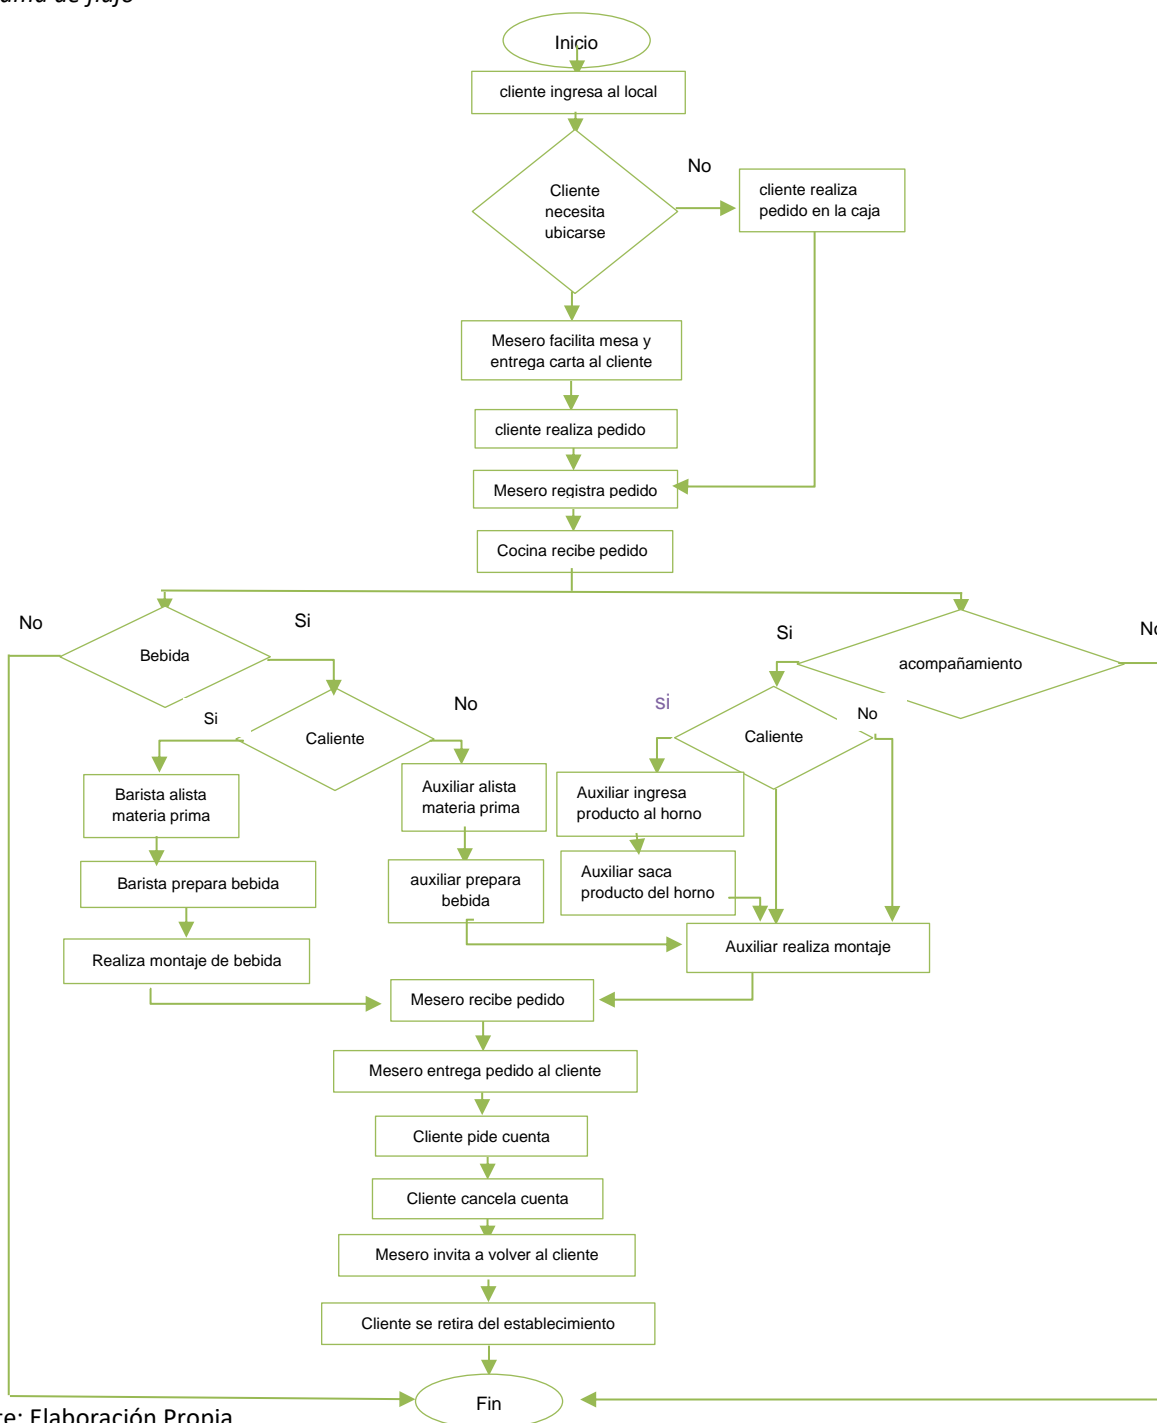 Inicio
cliente ingresa al local
No
Cliente
necesita
ubicarse
cliente realiza
pedido en la caja
Mesero facilita mesa y
entrega carta al cliente
cliente realiza pedido
Mesero registra pedido
Cocina recibe pedido
No
Bebida
Si
Si
acompañamiento
Si
Caliente
No
si
Caliente
No
Barista alista
materia prima
Auxiliar alista
materia prima
Auxiliar ingresa
producto al horno
Barista prepara bebida
auxiliar prepara
bebida
Auxiliar saca
producto del horno
Realiza montaje de bebida
Auxiliar realiza montaje
Mesero recibe pedido
Mesero entrega pedido al cliente
Cliente pide cuenta
Cliente cancela cuenta
Mesero invita a volver al cliente
Cliente se retira del establecimiento
Fin
Elaboración Propia